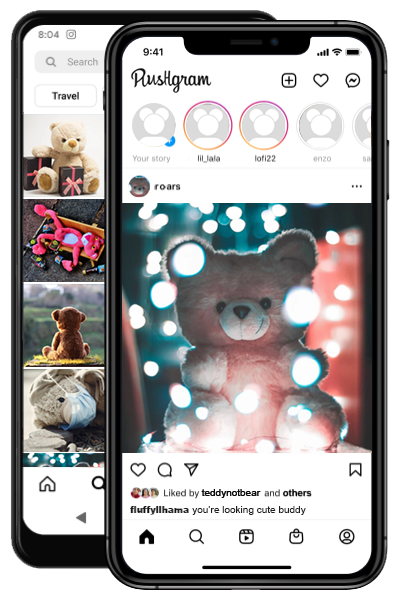 8:04
Search
Travel
9:41
Plushgram
Your story
lil_lala
lofi22
enzo
sa
roars
Liked by teddynotbear and others
fluffyllhama you're looking cute buddy